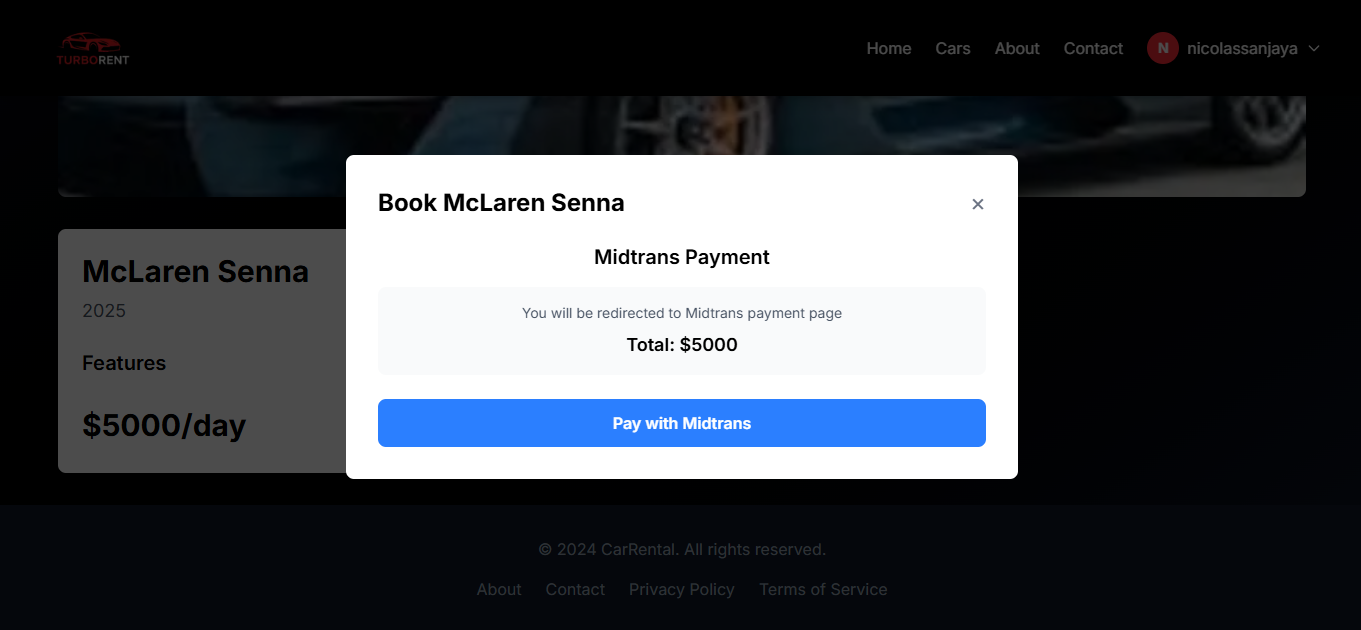 TURBORENT
Home Cars About Contact N nicolassanjaya
Book McLaren Senna ✕
Midtrans Payment
You will be redirected to Midtrans payment page
Total: $5000
Pay with Midtrans
McLaren Senna
2025
Features
$5000/day
© 2024 CarRental. All rights reserved.
About Contact Privacy Policy Terms of Service